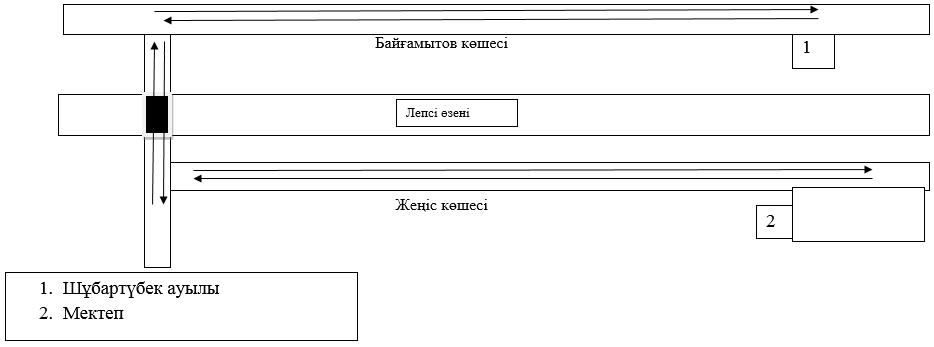 Байғамытов көшесі
1
Лепсі өзені
Жеңіс көшесі
2
1. Шұбартүбек ауылы
2. Мектеп